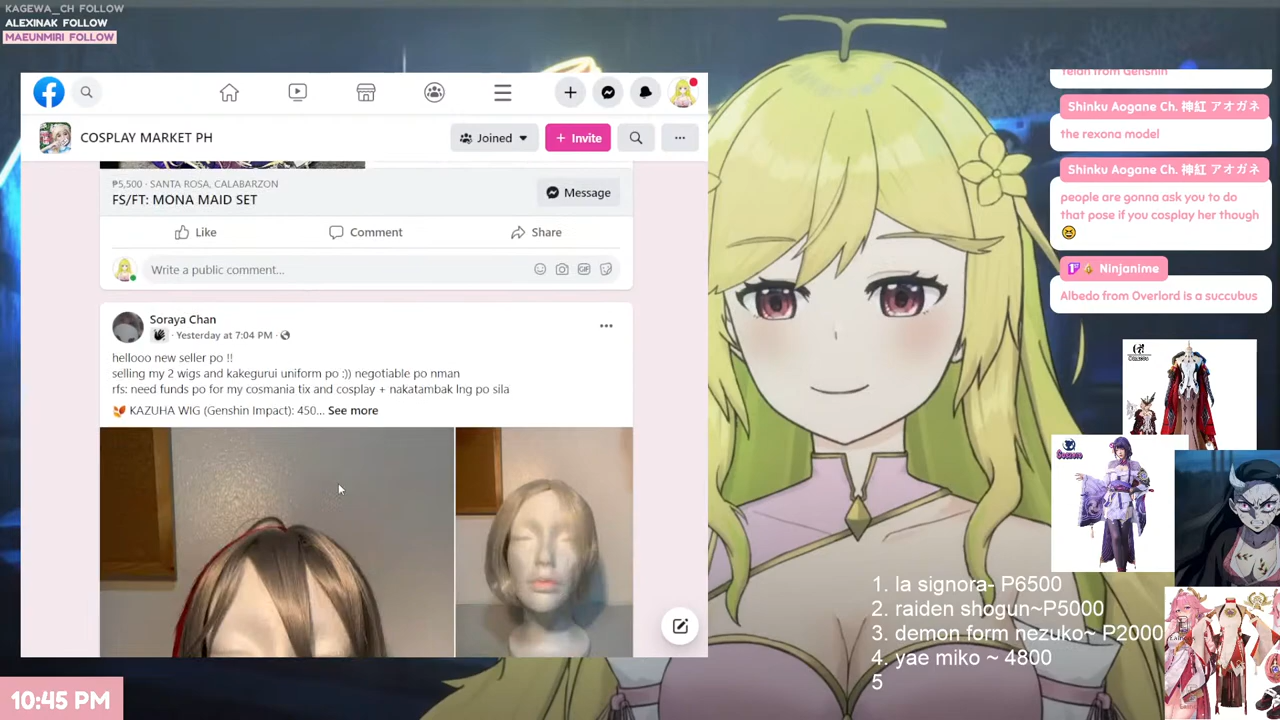 KAGEWA_CH FOLLOW
ALEXINAK FOLLOW
MAEUNMIRI FOLLOW
COSPLAY MARKET PH
Joined
+ Invite
₱5,500 · SANTA ROSA, CALABARZON
FS/FT: MONA MAID SET
Message
Like
Comment
Share
Write a public comment...
Soraya Chan
Yesterday at 7:04 PM
hellooo new seller po !!
selling my 2 wigs and kakegurui uniform po :)) negotiable po nman
rfs: need funds po for my cosmania tix and cosplay + nakatambak lng po sila
KAZUHA WIG (Genshin Impact): 450... See more
10:45 PM
Yelan from Genshin
Shinku Aogane Ch. 神紅 アオガネ
the rexona model
Shinku Aogane Ch. 神紅 アオガネ
people are gonna ask you to do
that pose if you cosplay her though
Ninjanime
Albedo from Overlord is a succubus
1. la signora- P6500
2. raiden shogun~P5000
3. demon form nezuko~ P2000
4. yae miko ~ 4800
5